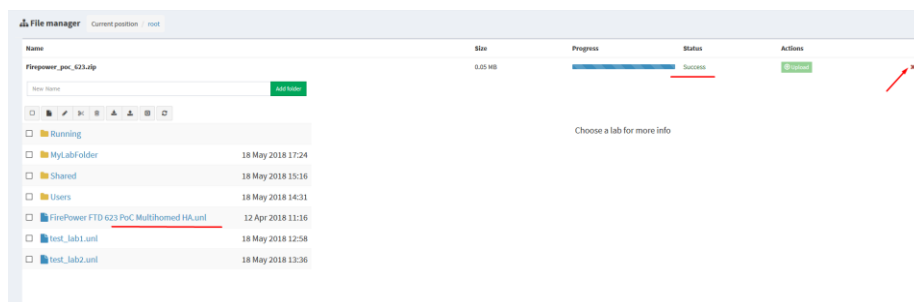 File manager Current position / root
Name Size Progress Status Actions
Firepower_poc_623.zip 0.05 MB Success Upload
New Name Add folder
Choose a lab for more info
Running
MyLabFolder 18 May 2018 17:24
Shared 18 May 2018 15:16
Users 18 May 2018 14:31
FirePower FTD 623 PoC Multihomed HA.unl 12 Apr 2018 11:16
test_lab1.unl 18 May 2018 12:58
test_lab2.unl 18 May 2018 13:36